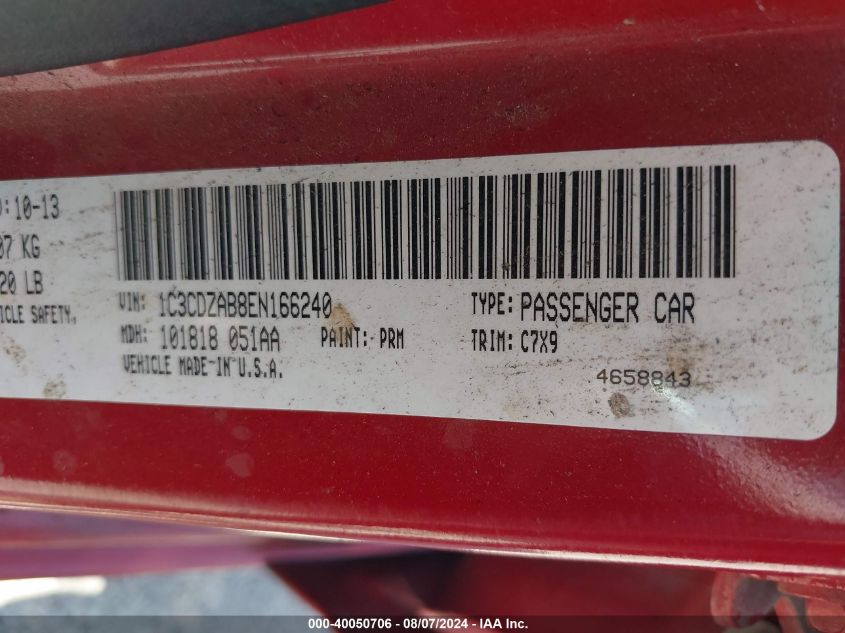 : 10-13
07 KG
20 LB
ICLE SAFETY,
VIN: 1C3CDZAB8EN166240 TYPE: PASSENGER CAR
MDH: 101818 051AA PAINT: PRM TRIM: C7X9
VEHICLE MADE-IN U.S.A.
4658843
000-40050706 - 08/07/2024 - IAA Inc.